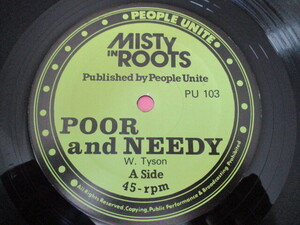 PEOPLE UNITE
MISTY
IN ROOTS
Published by People Unite
PU 103
POOR
and NEEDY
W. Tyson
A Side
45-rpm
All Rights Reserved, Copying, Public Performance & Broadcasting Prohibited